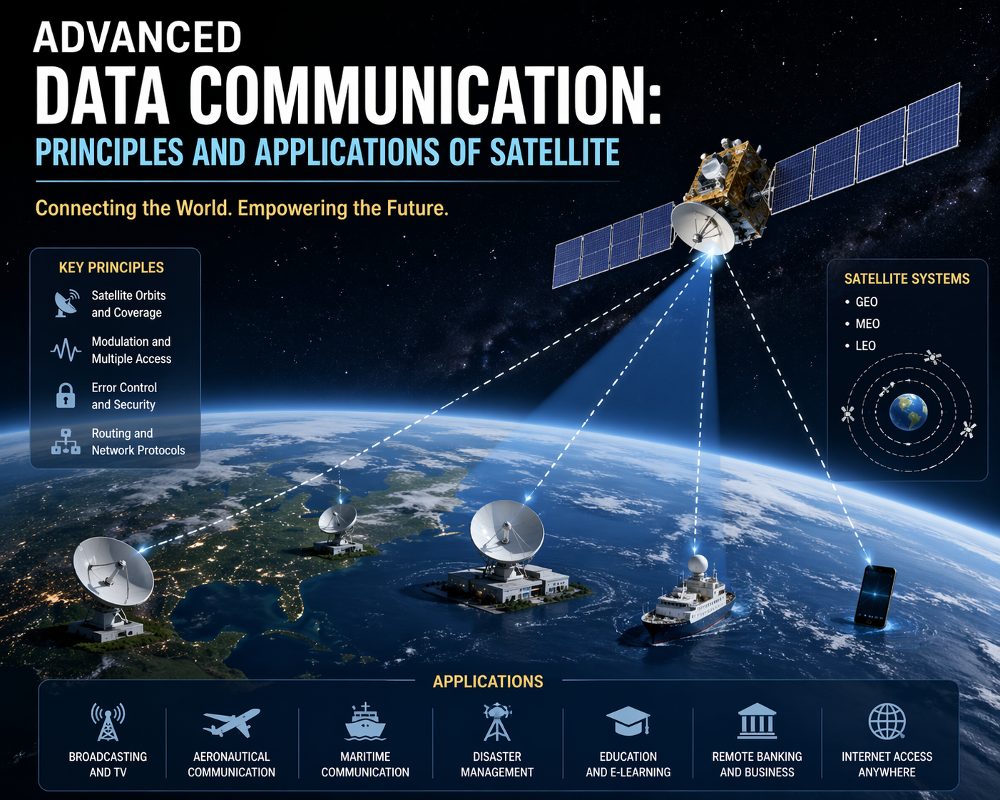 ADVANCED
DATA COMMUNICATION:
PRINCIPLES AND APPLICATIONS OF SATELLITE
Connecting the World. Empowering the Future.
KEY PRINCIPLES
Satellite Orbits
and Coverage
Modulation and
Multiple Access
Error Control
and Security
Routing and
Network Protocols
SATELLITE SYSTEMS
• GEO
• MEO
• LEO
APPLICATIONS
BROADCASTING
AND TV
AERONAUTICAL
COMMUNICATION
MARITIME
COMMUNICATION
DISASTER
MANAGEMENT
EDUCATION
AND E-LEARNING
REMOTE BANKING
AND BUSINESS
INTERNET ACCESS
ANYWHERE